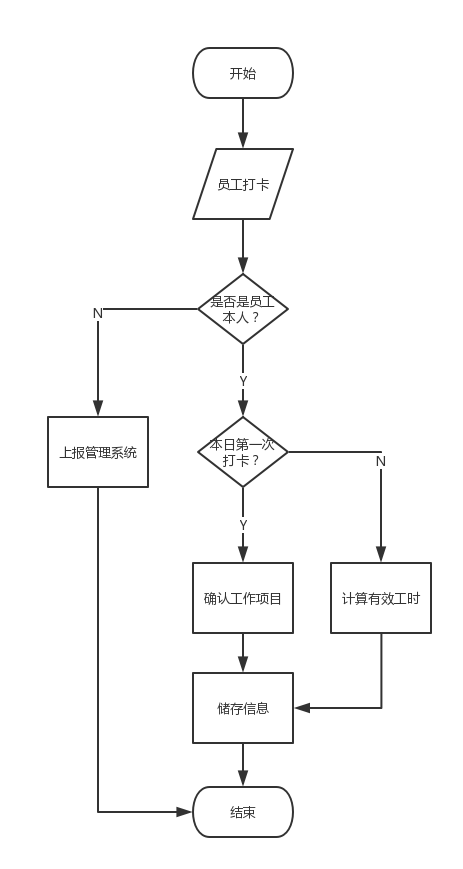 开始
员工打卡
是否是员工
本人？
N
Y
上报管理系统
本日第一次
打卡？
N
Y
确认工作项目
计算有效工时
储存信息
结束